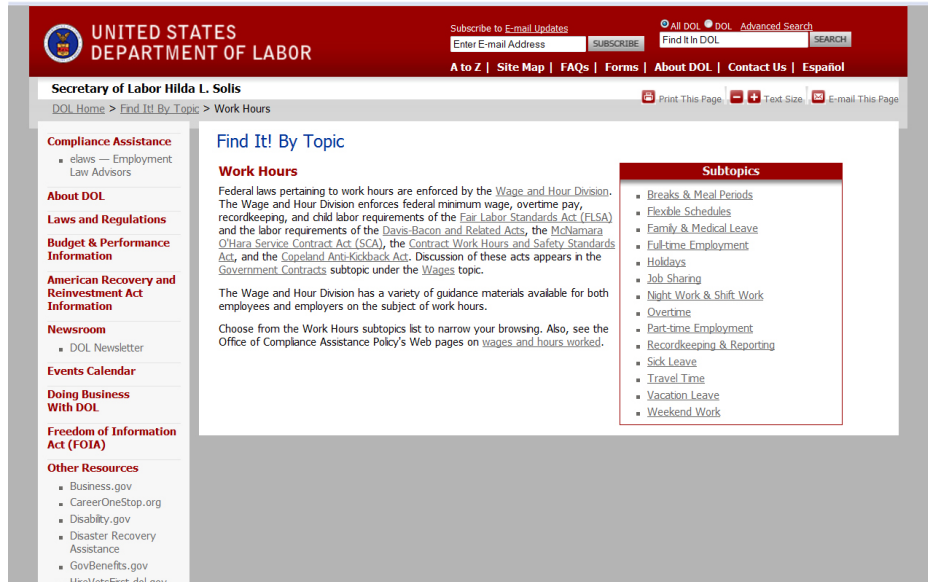 UNITED STATES
DEPARTMENT OF LABOR
Subscribe to E-mail Updates
Enter E-mail Address SUBSCRIBE
All DOL DOL Advanced Search
Find It In DOL SEARCH
A to Z | Site Map | FAQs | Forms | About DOL | Contact Us | Español
Secretary of Labor Hilda L. Solis
Print This Page Text Size E-mail This Page
DOL Home > Find It! By Topic > Work Hours
Compliance Assistance
elaws — Employment
Law Advisors
About DOL
Laws and Regulations
Budget & Performance
Information
American Recovery and
Reinvestment Act
Information
Newsroom
DOL Newsletter
Events Calendar
Doing Business
With DOL
Freedom of Information
Act (FOIA)
Other Resources
Business.gov
CareerOneStop.org
Disability.gov
Disaster Recovery
Assistance
GovBenefits.gov
HireVetsFirst.dol.gov
Find It! By Topic
Work Hours
Federal laws pertaining to work hours are enforced by the Wage and Hour Division.
The Wage and Hour Division enforces federal minimum wage, overtime pay,
recordkeeping, and child labor requirements of the Fair Labor Standards Act (FLSA)
and the labor requirements of the Davis-Bacon and Related Acts, the McNamara
O'Hara Service Contract Act (SCA), the Contract Work Hours and Safety Standards
Act, and the Copeland Anti-Kickback Act. Discussion of these acts appears in the
Government Contracts subtopic under the Wages topic.
The Wage and Hour Division has a variety of guidance materials available for both
employees and employers on the subject of work hours.
Choose from the Work Hours subtopics list to narrow your browsing. Also, see the
Office of Compliance Assistance Policy's Web pages on wages and hours worked.
Subtopics
Breaks & Meal Periods
Flexible Schedules
Family & Medical Leave
Full-time Employment
Holidays
Job Sharing
Night Work & Shift Work
Overtime
Part-time Employment
Recordkeeping & Reporting
Sick Leave
Travel Time
Vacation Leave
Weekend Work